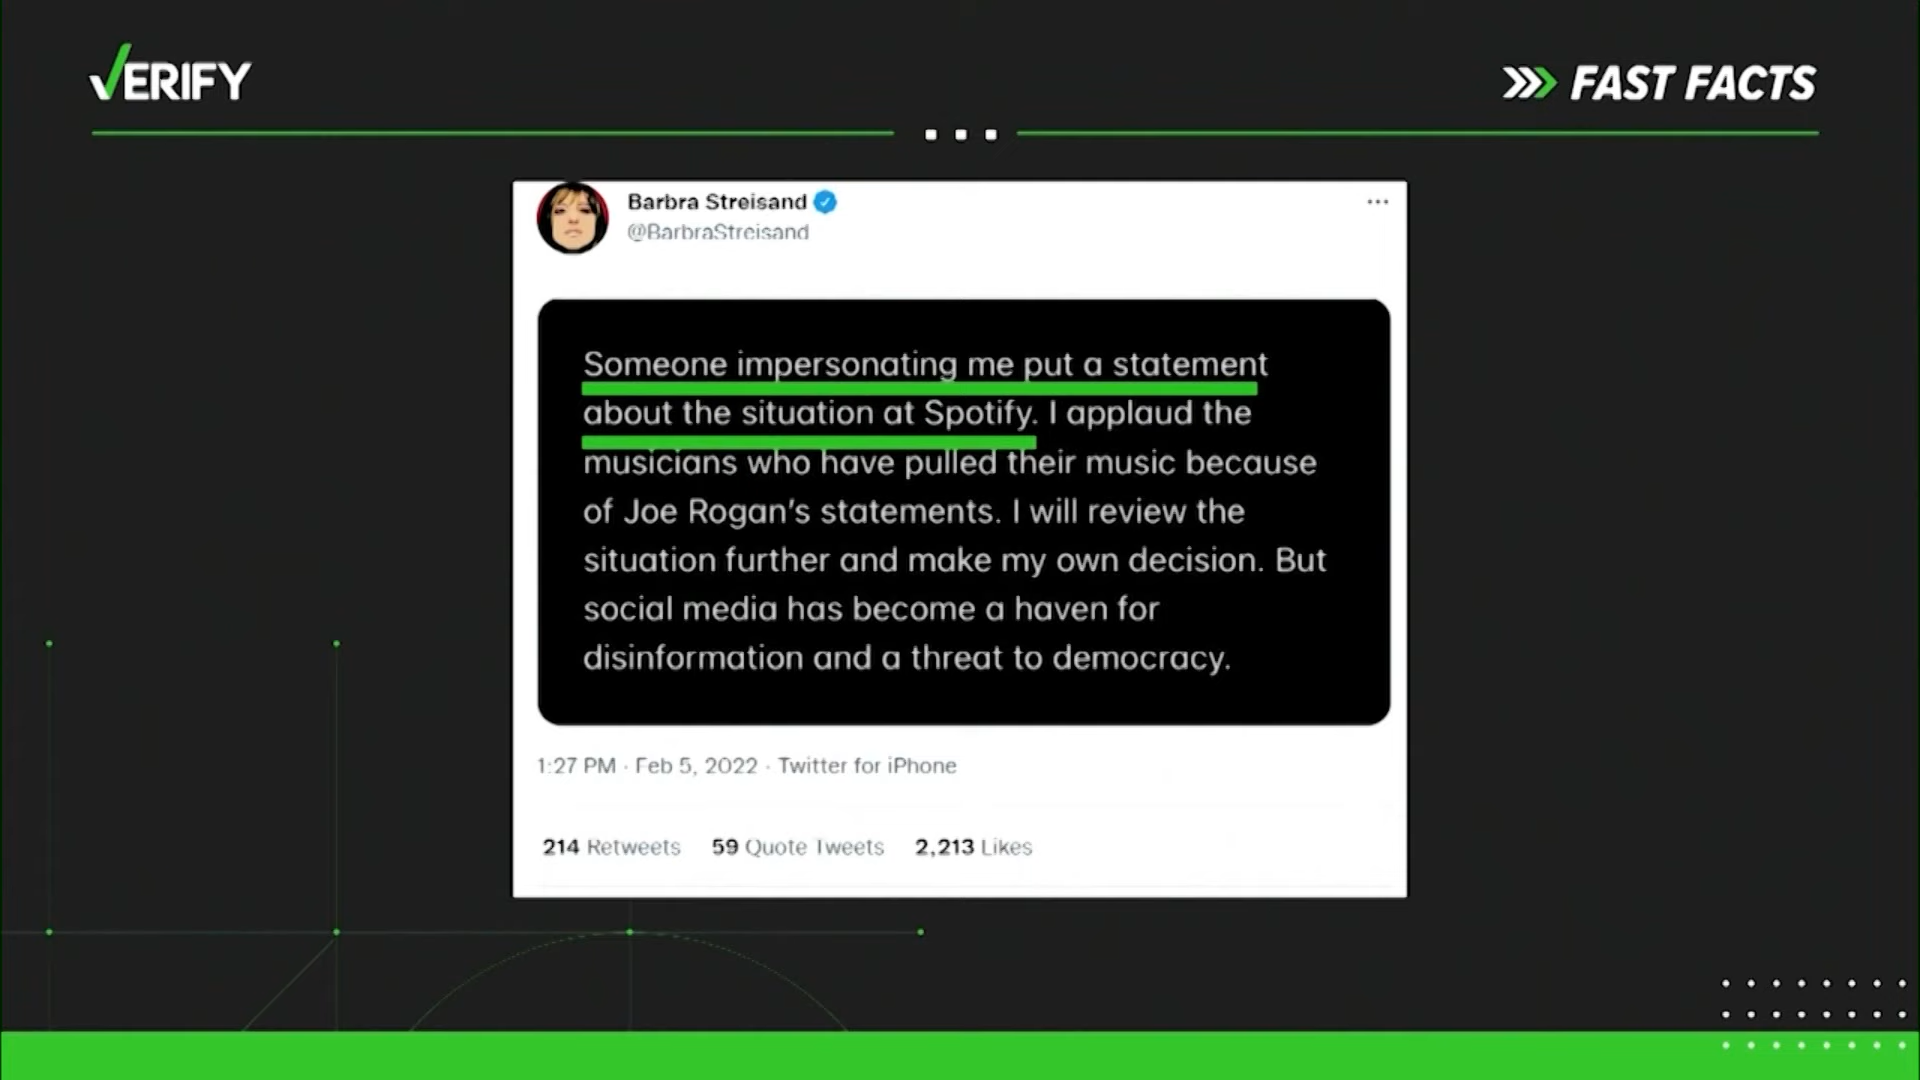 VERIFY
FAST FACTS
Barbra Streisand
@BarbraStreisand
Someone impersonating me put a statement
about the situation at Spotify. I applaud the
musicians who have pulled their music because
of Joe Rogan's statements. I will review the
situation further and make my own decision. But
social media has become a haven for
disinformation and a threat to democracy.
1:27 PM · Feb 5, 2022 · Twitter for iPhone
214 Retweets 59 Quote Tweets 2,213 Likes